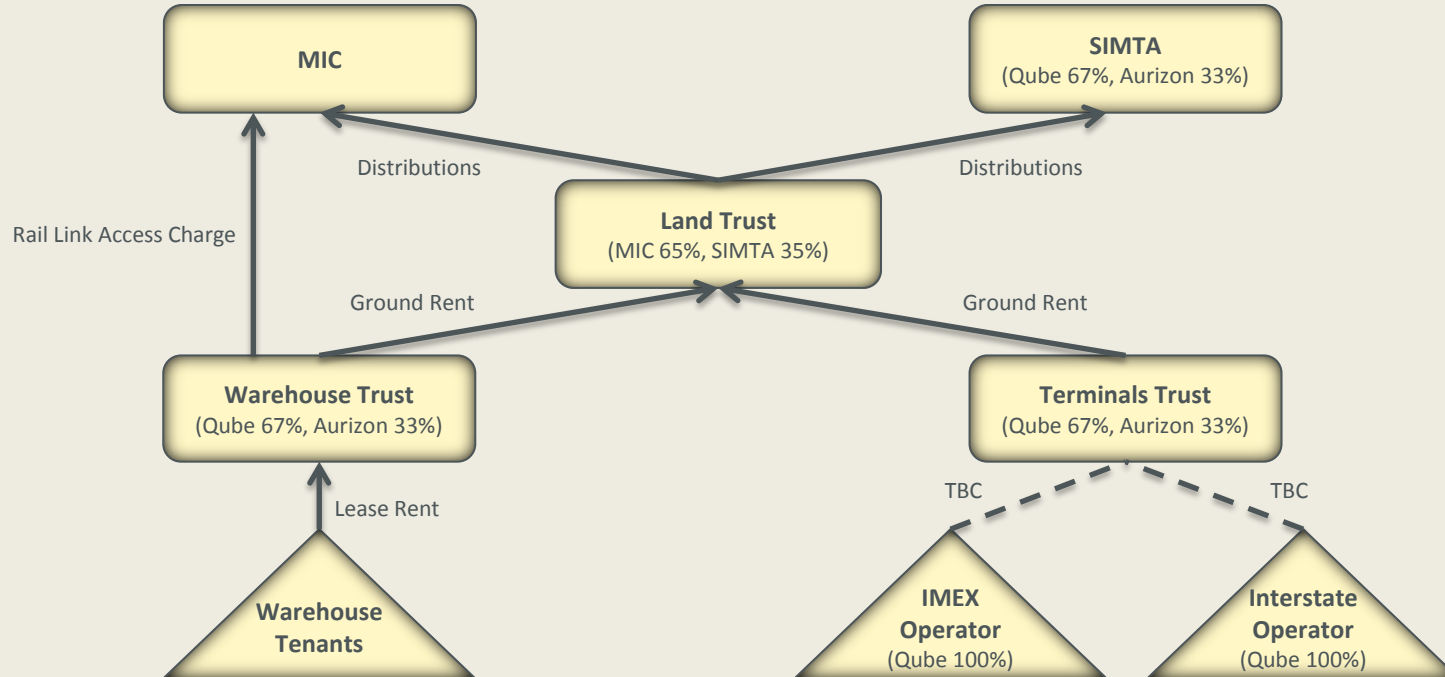 MIC
SIMTA
(Qube 67%, Aurizon 33%)
Distributions
Distributions
Land Trust
(MIC 65%, SIMTA 35%)
Rail Link Access Charge
Ground Rent
Ground Rent
Warehouse Trust
(Qube 67%, Aurizon 33%)
Terminals Trust
(Qube 67%, Aurizon 33%)
TBC
TBC
Lease Rent
Warehouse
Tenants
IMEX
Operator
(Qube 100%)
Interstate
Operator
(Qube 100%)